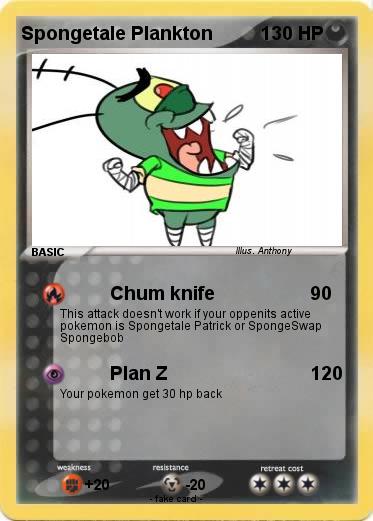 Spongetale Plankton 130 HP
BASIC Illus. Anthony
Chum knife 90
This attack doesn't work if your oppenits active
pokemon is Spongetale Patrick or SpongeSwap
Spongebob
Plan Z 120
Your pokemon get 30 hp back
weakness resistance retreat cost
+20 -20
- fake card -